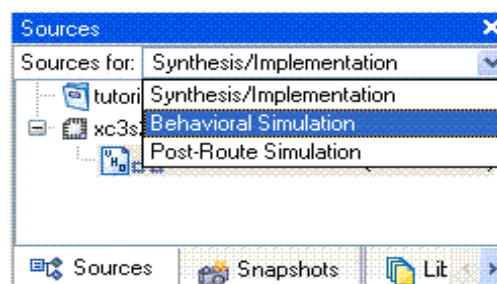 Sources
Sources for: Synthesis/Implementation
tutori Synthesis/Implementation
xc3s Behavioral Simulation
Post-Route Simulation
Sources Snapshots Lit